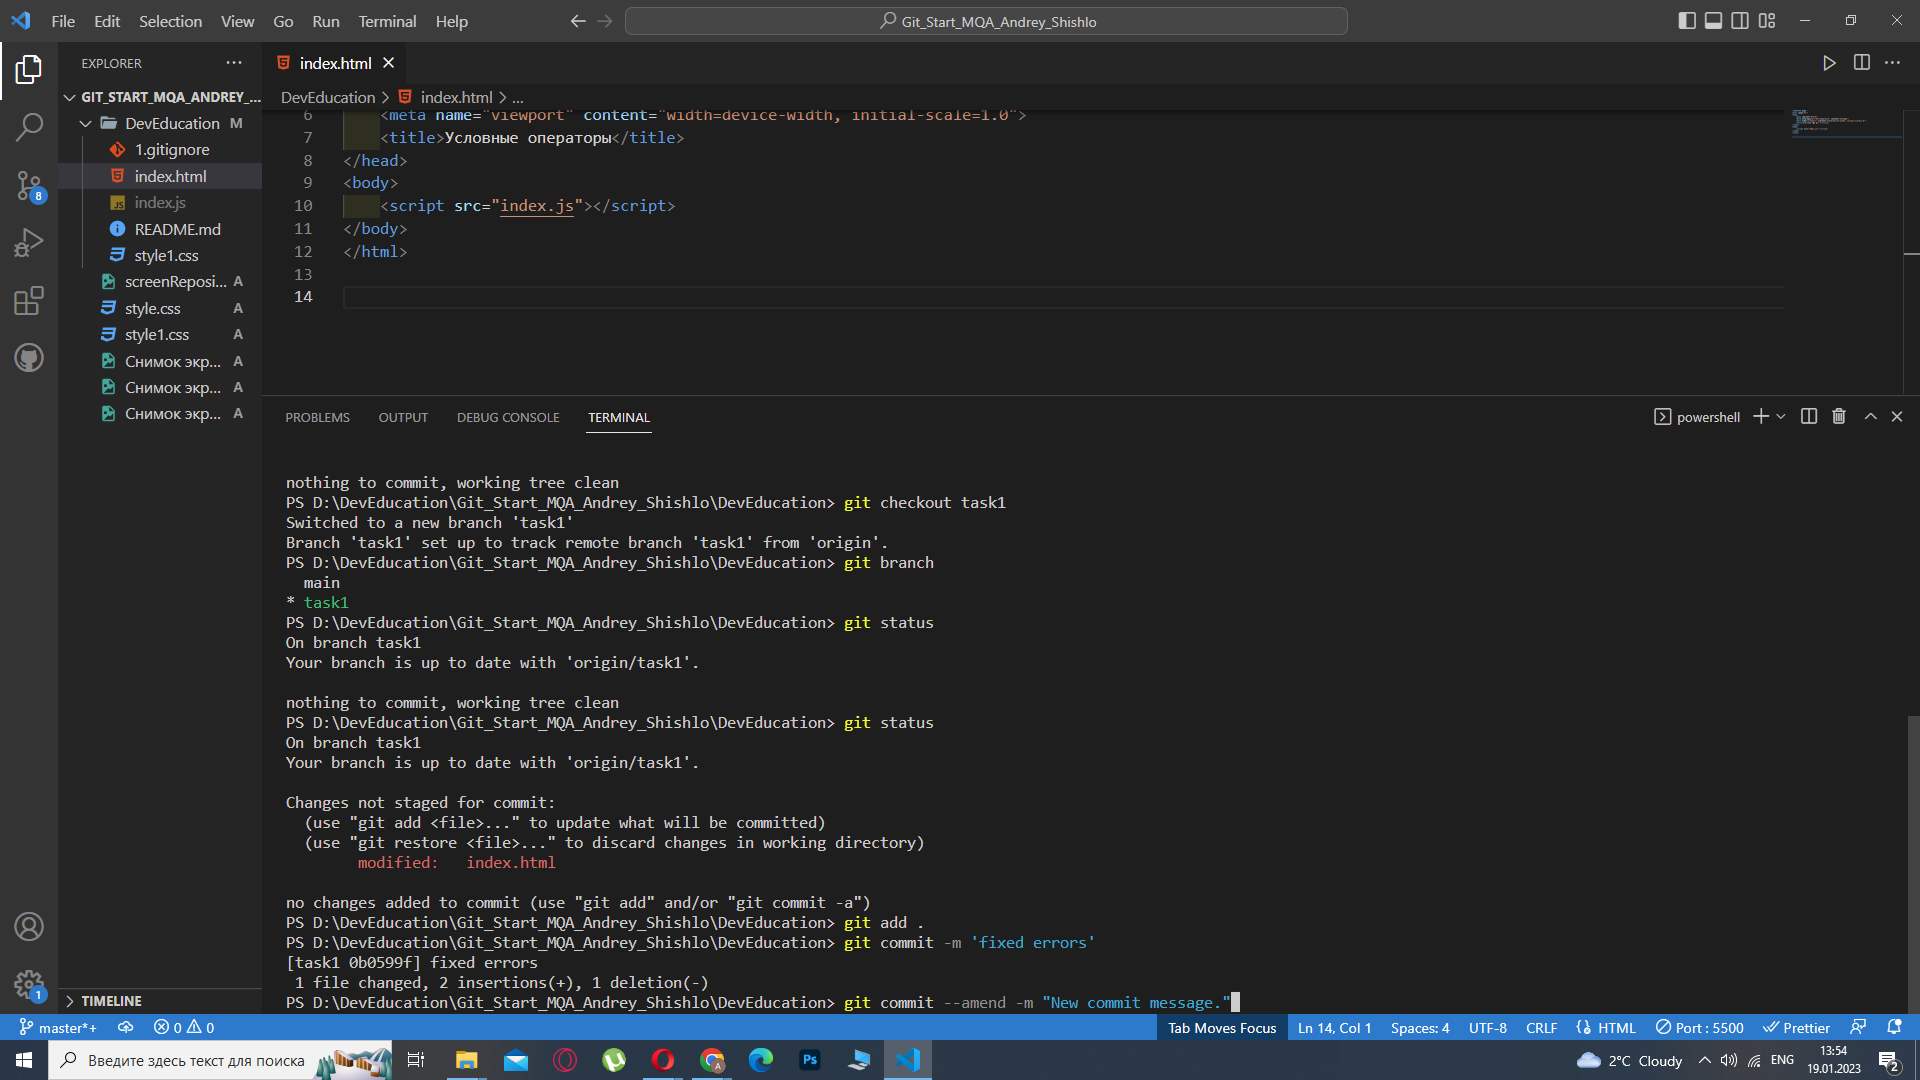 File Edit Selection View Go Run Terminal Help
Git_Start_MQA_Andrey_Shishlo
EXPLORER
GIT_START_MQA_ANDREY_...
DevEducation M
1.gitignore
index.html
index.js
README.md
style1.css
screenReposi... A
style.css A
style1.css A
Снимок экр... A
Снимок экр... A
Снимок экр... A
TIMELINE
8
1
index.html
DevEducation > index.html > ...
6 <meta name="viewport" content="width=device-width, initial-scale=1.0">
7 <title>Условные операторы</title>
8 </head>
9 <body>
10 <script src="index.js"></script>
11 </body>
12 </html>
13
14
PROBLEMS OUTPUT DEBUG CONSOLE TERMINAL
powershell
nothing to commit, working tree clean
PS D:\DevEducation\Git_Start_MQA_Andrey_Shishlo\DevEducation> git checkout task1
Switched to a new branch 'task1'
Branch 'task1' set up to track remote branch 'task1' from 'origin'.
PS D:\DevEducation\Git_Start_MQA_Andrey_Shishlo\DevEducation> git branch
main
* task1
PS D:\DevEducation\Git_Start_MQA_Andrey_Shishlo\DevEducation> git status
On branch task1
Your branch is up to date with 'origin/task1'.
nothing to commit, working tree clean
PS D:\DevEducation\Git_Start_MQA_Andrey_Shishlo\DevEducation> git status
On branch task1
Your branch is up to date with 'origin/task1'.
Changes not staged for commit:
(use "git add <file>..." to update what will be committed)
(use "git restore <file>..." to discard changes in working directory)
modified: index.html
no changes added to commit (use "git add" and/or "git commit -a")
PS D:\DevEducation\Git_Start_MQA_Andrey_Shishlo\DevEducation> git add .
PS D:\DevEducation\Git_Start_MQA_Andrey_Shishlo\DevEducation> git commit -m 'fixed errors'
[task1 0b0599f] fixed errors
1 file changed, 2 insertions(+), 1 deletion(-)
PS D:\DevEducation\Git_Start_MQA_Andrey_Shishlo\DevEducation> git commit --amend -m "New commit message."
master*+ 0 0 Tab Moves Focus Ln 14, Col 1 Spaces: 4 UTF-8 CRLF HTML Port : 5500 Prettier
Введите здесь текст для поиска
Ps
A
2°C Cloudy ENG
13:54
19.01.2023
2